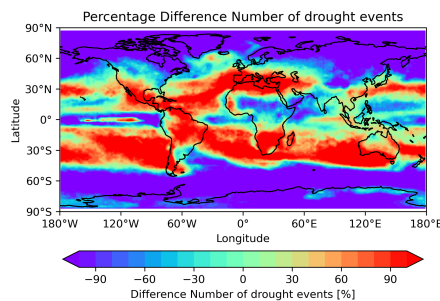 Percentage Difference Number of drought events
90°N
60°N
30°N
0°
30°S
60°S
90°S
Latitude
180°W 120°W 60°W 0° 60°E 120°E 180°E
Longitude
−90 −60 −30 0 30 60 90
Difference Number of drought events [%]